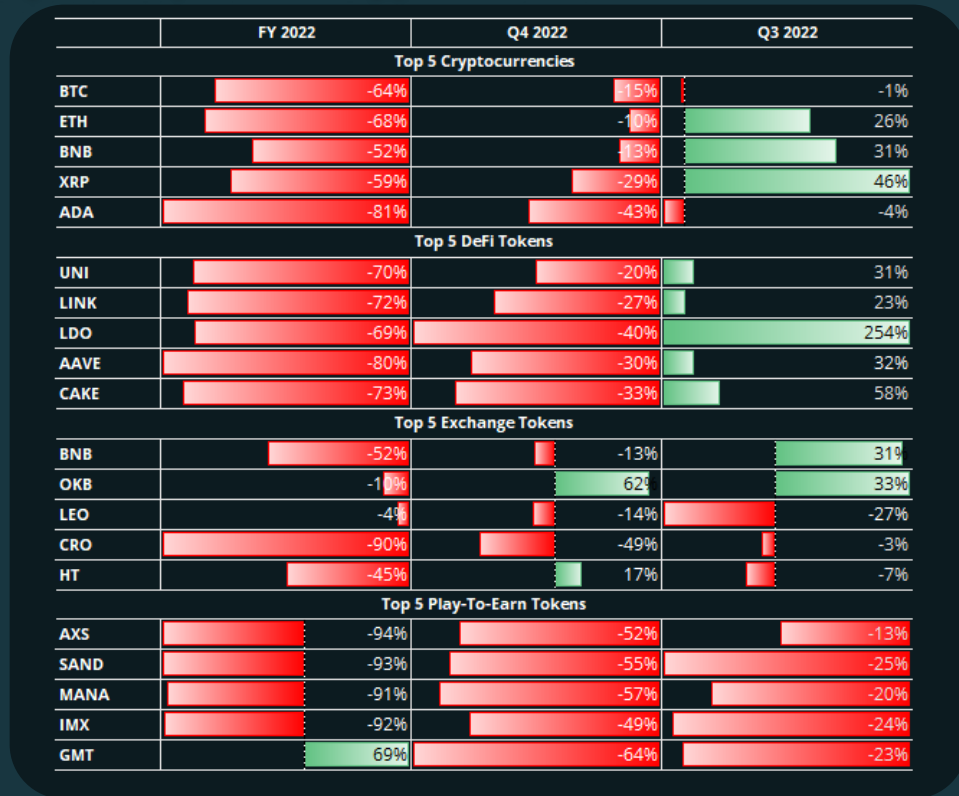 FY 2022 Q4 2022 Q3 2022
Top 5 Cryptocurrencies
BTC -64% -15% -1%
ETH -68% -10% 26%
BNB -52% -13% 31%
XRP -59% -29% 46%
ADA -81% -43% -4%
Top 5 DeFi Tokens
UNI -70% -20% 31%
LINK -72% -27% 23%
LDO -69% -40% 254%
AAVE -80% -30% 32%
CAKE -73% -33% 58%
Top 5 Exchange Tokens
BNB -52% -13% 31%
OKB -10% 62% 33%
LEO -4% -14% -27%
CRO -90% -49% -3%
HT -45% 17% -7%
Top 5 Play-To-Earn Tokens
AXS -94% -52% -13%
SAND -93% -55% -25%
MANA -91% -57% -20%
IMX -92% -49% -24%
GMT 69% -64% -23%